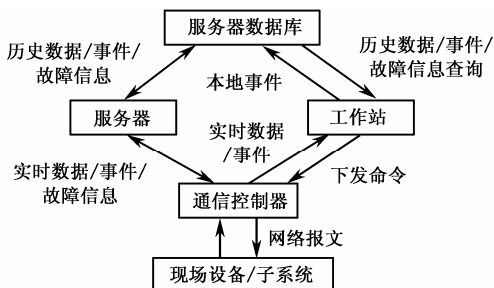 服务器数据库
历史数据/事件/
故障信息
历史数据/事件/
故障信息查询
本地事件
服务器
工作站
实时数据
/事件
实时数据/事件/
故障信息
下发命令
通信控制器
网络报文
现场设备/子系统